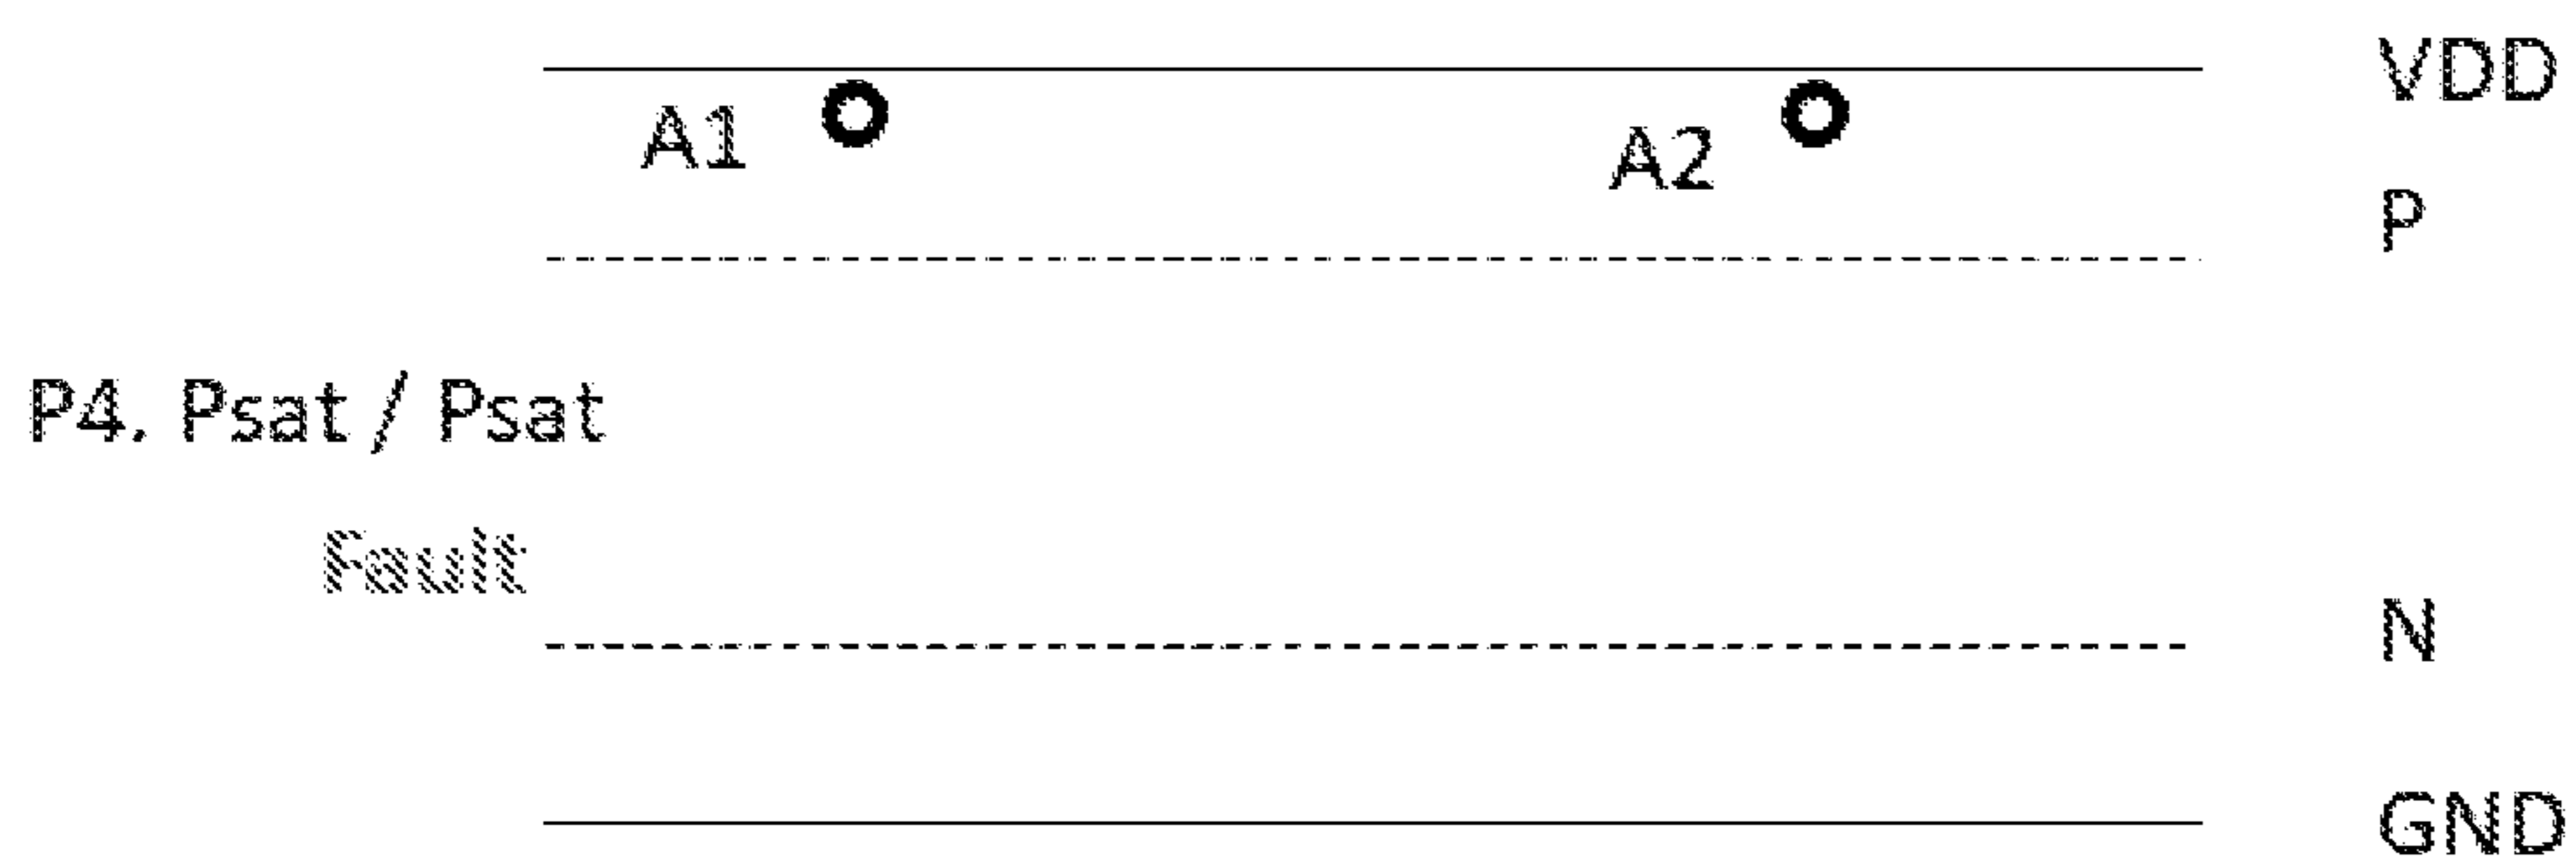 VDD
A1
A2
P
P4. Psat / Psat
Fault
N
GND